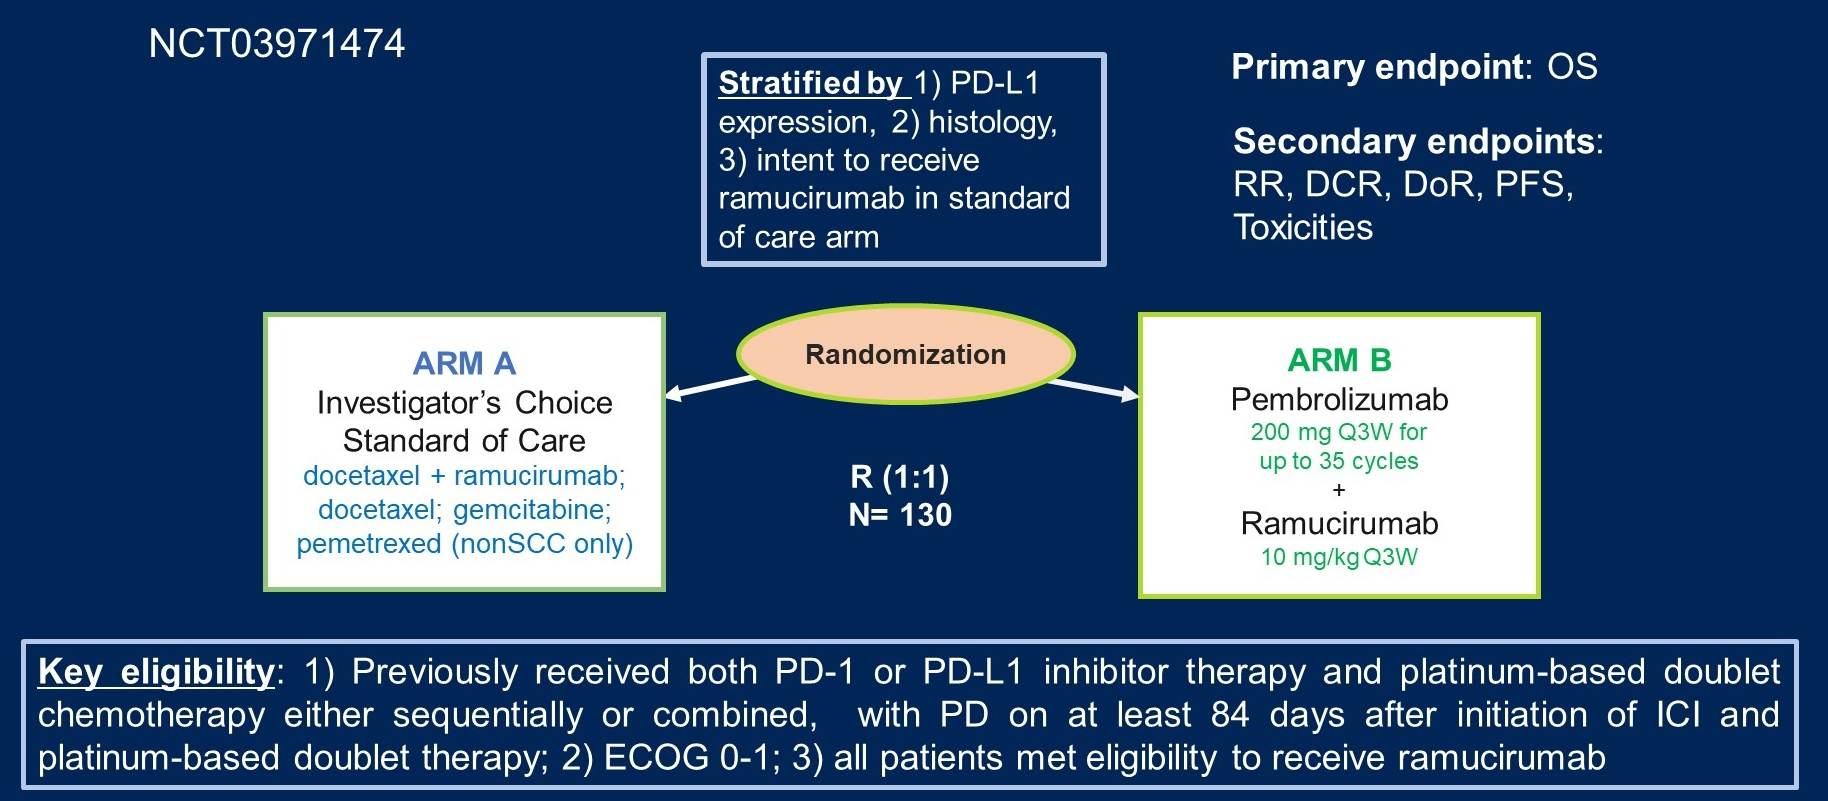 NCT03971474
Stratified by 1) PD-L1
expression, 2) histology,
3) intent to receive
ramucirumab in standard
of care arm
Primary endpoint: OS
Secondary endpoints:
RR, DCR, DoR, PFS,
Toxicities
ARM A
Investigator's Choice
Standard of Care
docetaxel + ramucirumab;
docetaxel; gemcitabine;
pemetrexed (nonSCC only)
Randomization
R (1:1)
N= 130
ARM B
Pembrolizumab
200 mg Q3W for
up to 35 cycles
+
Ramucirumab
10 mg/kg Q3W
Key eligibility: 1) Previously received both PD-1 or PD-L1 inhibitor therapy and platinum-based doublet
chemotherapy either sequentially or combined, with PD on at least 84 days after initiation of ICI and
platinum-based doublet therapy; 2) ECOG 0-1; 3) all patients met eligibility to receive ramucirumab